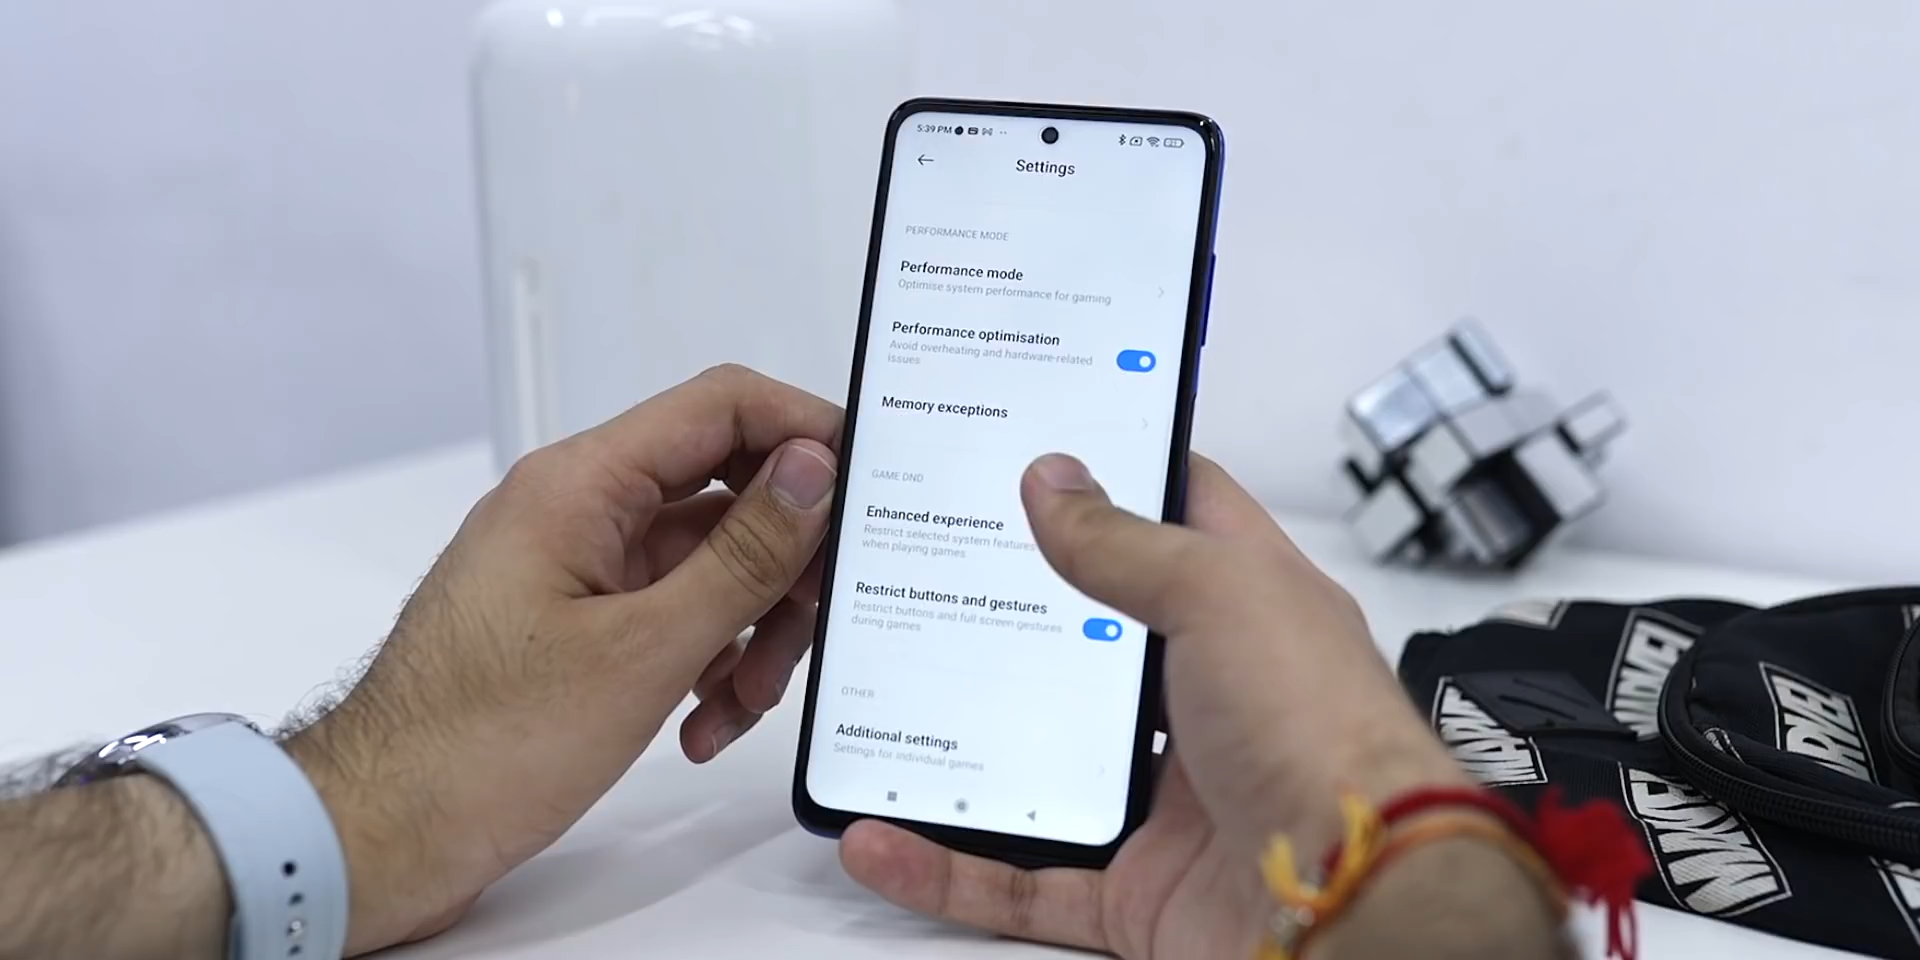 5:39 PM
Settings
PERFORMANCE MODE
Performance mode
Optimise system performance for gaming
Performance optimisation
Avoid overheating and hardware-related
issues
Memory exceptions
GAME DND
Enhanced experience
Restrict selected system features
when playing games
Restrict buttons and gestures
Restrict buttons and full screen gestures
during games
OTHER
Additional settings
Settings for individual games
MARVEL
MARVEL